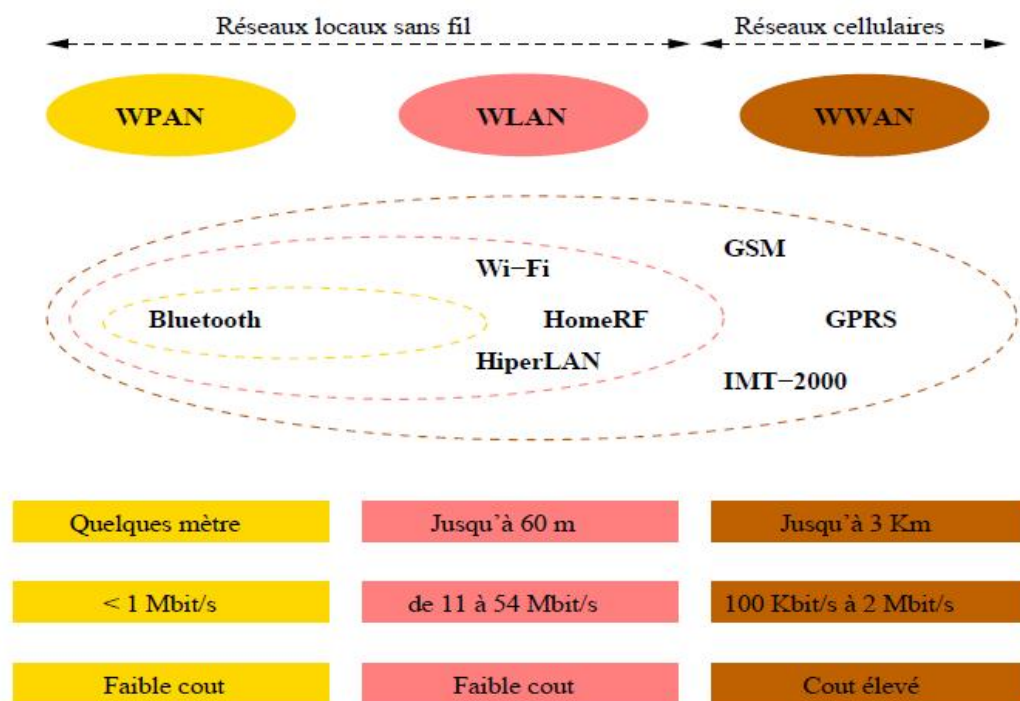 Réseaux locaux sans fil
Réseaux cellulaires
WPAN
WLAN
WWAN
GSM
Wi−Fi
Bluetooth
HomeRF
GPRS
HiperLAN
IMT−2000
Quelques mètre
Jusqu’à 60 m
Jusqu’à 3 Km
< 1 Mbit/s
de 11 à 54 Mbit/s
100 Kbit/s à 2 Mbit/s
Faible cout
Faible cout
Cout élevé